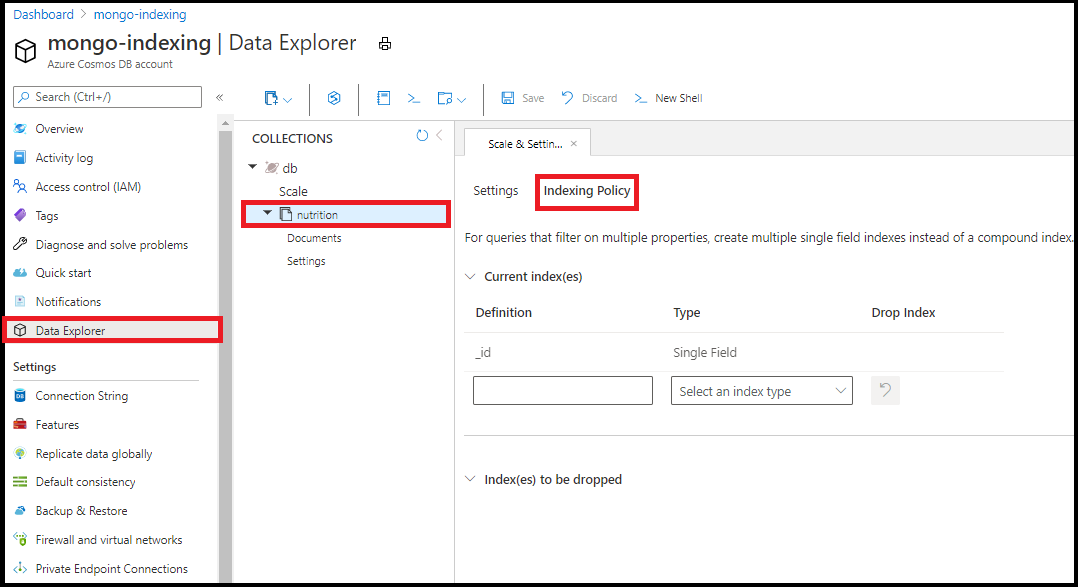 Dashboard > mongo-indexing
mongo-indexing | Data Explorer
Azure Cosmos DB account
Search (Ctrl+/)
«
Overview
Activity log
Access control (IAM)
Tags
Diagnose and solve problems
Quick start
Notifications
Data Explorer
Settings
Connection String
Features
Replicate data globally
Default consistency
Backup & Restore
Firewall and virtual networks
Private Endpoint Connections
Save
Discard
New Shell
COLLECTIONS
db
Scale
nutrition
Documents
Settings
Scale & Settin...
Settings
Indexing Policy
For queries that filter on multiple properties, create multiple single field indexes instead of a compound index.
Current index(es)
Definition Type Drop Index
_id Single Field
Select an index type
Index(es) to be dropped